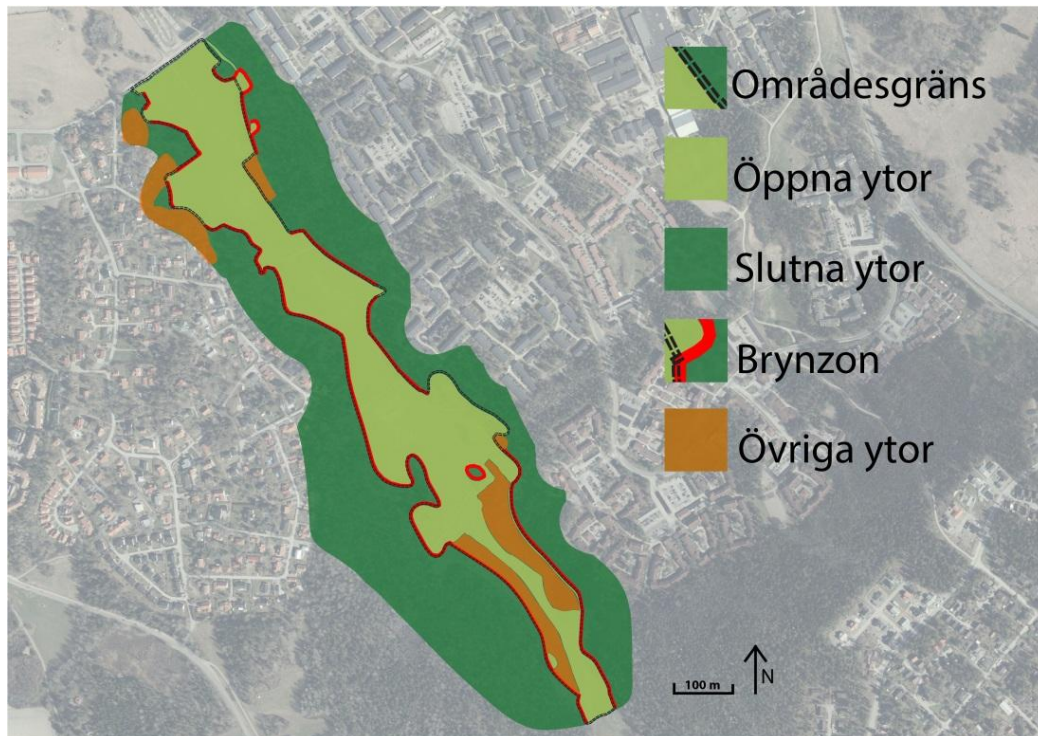 Områdesgräns
Öppna ytor
Slutna ytor
Brynzon
Övriga ytor
100 m
N